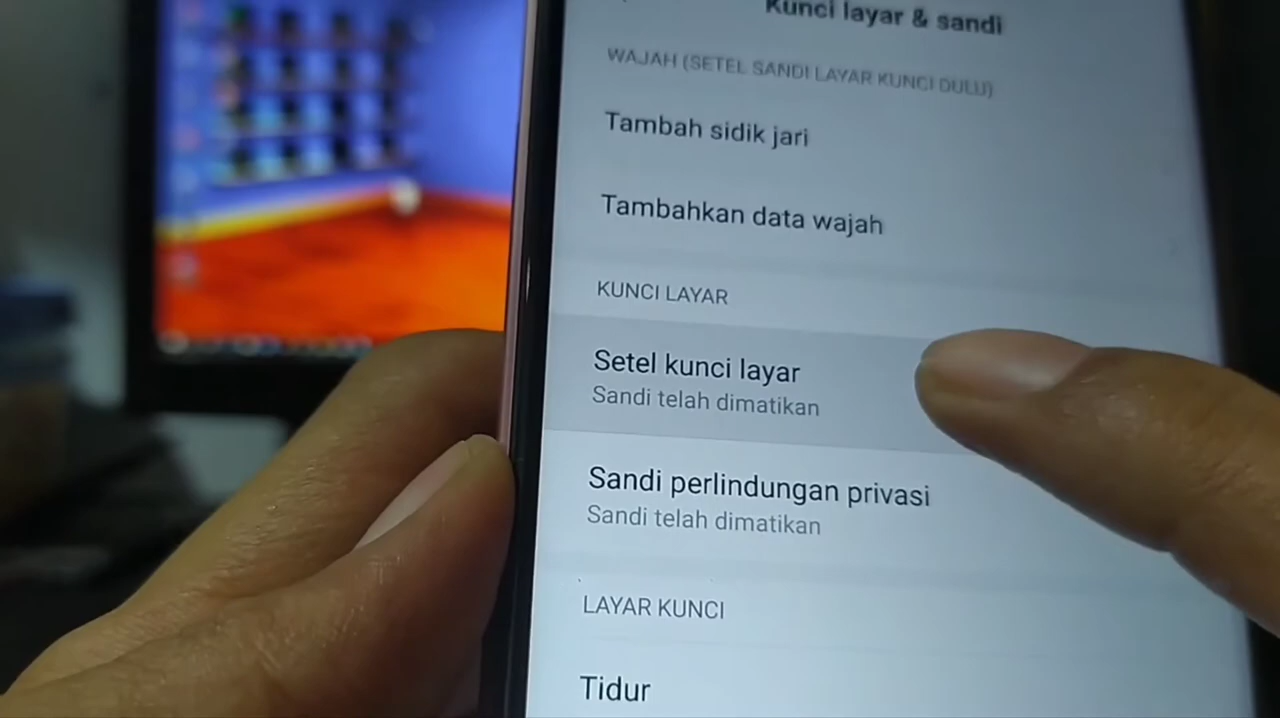 Kunci layar & sandi
WAJAH (SETEL SANDI LAYAR KUNCI DULU)
Tambah sidik jari
Tambahkan data wajah
KUNCI LAYAR
Setel kunci layar
Sandi telah dimatikan
Sandi perlindungan privasi
Sandi telah dimatikan
LAYAR KUNCI
Tidur